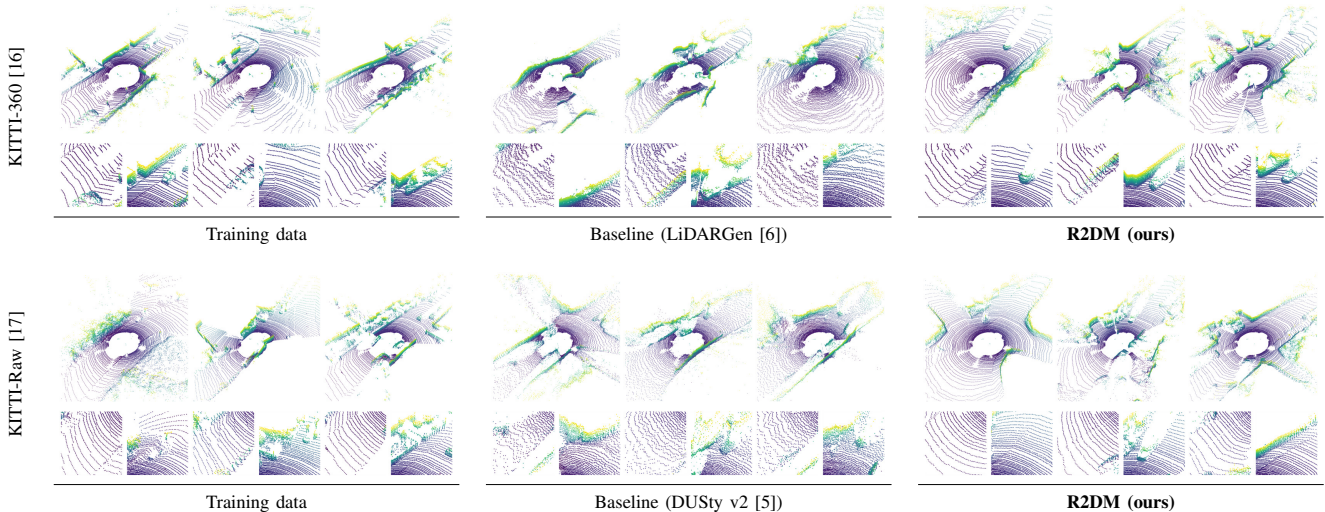 KITTI-360 [16]
Training data
Baseline (LiDARGen [6])
R2DM (ours)
KITTI-Raw [17]
Training data
Baseline (DUSty v2 [5])
R2DM (ours)